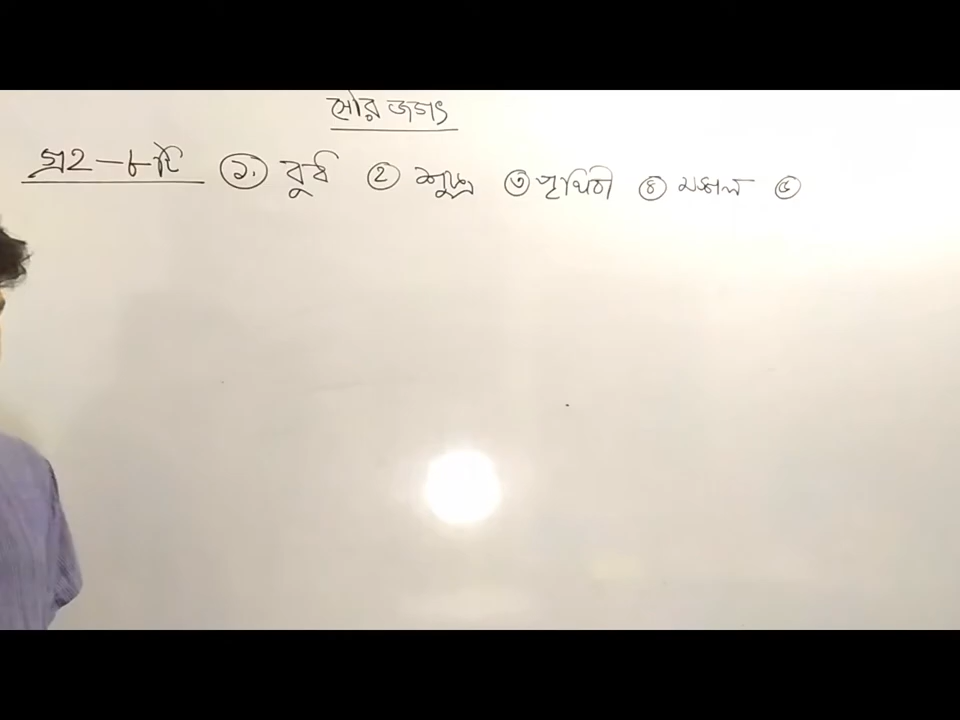 সৌর জগৎ
গ্রহ - ৮টি ১. বুধ ২ শুক্র ৩ পৃথিবী ৪ মঙ্গল ৫